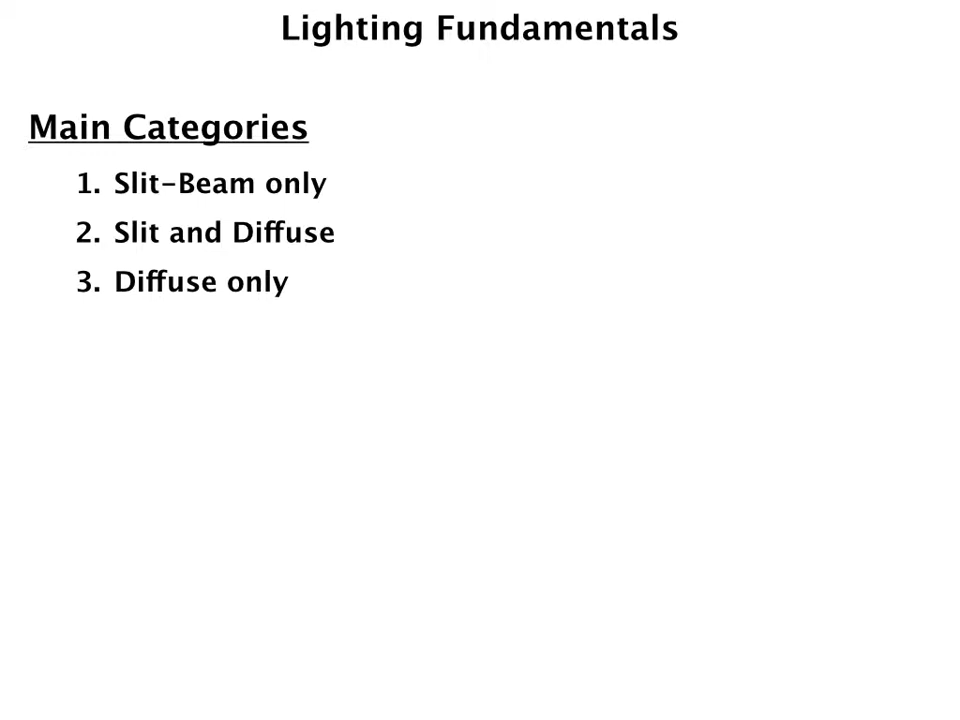 Lighting Fundamentals
Main Categories
1. Slit-Beam only
2. Slit and Diffuse
3. Diffuse only